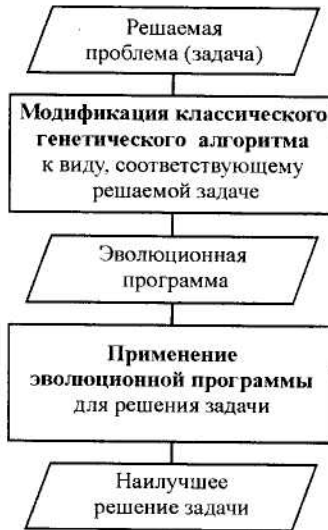 Решаемая
проблема (задача)
Модификация классического
генетического алгоритма
к виду, соответствующему
решаемой задаче
Эволюционная
программа
Применение
эволюционной программы
для решения задачи
Наилучшее
решение задачи